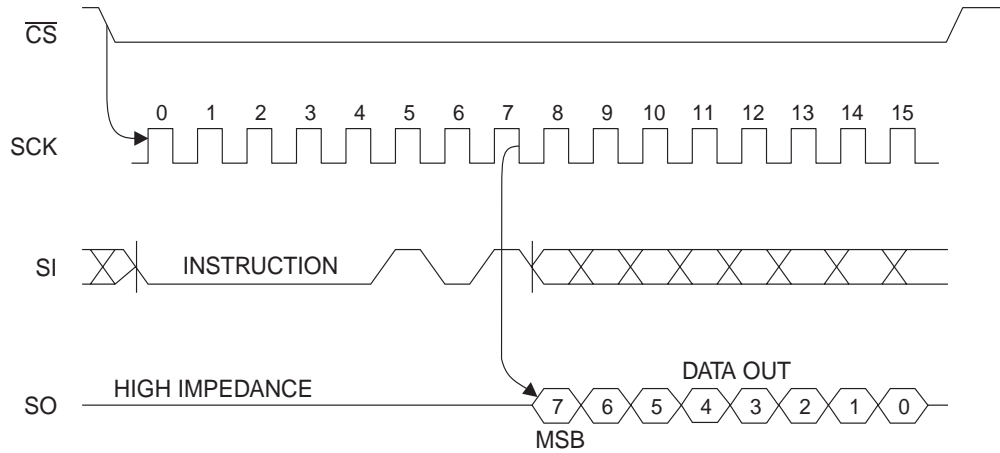 CS
0 1 2 3 4 5 6 7 8 9 10 11 12 13 14 15
SCK
SI
INSTRUCTION
DATA OUT
HIGH IMPEDANCE
SO
7 6 5 4 3 2 1 0
MSB